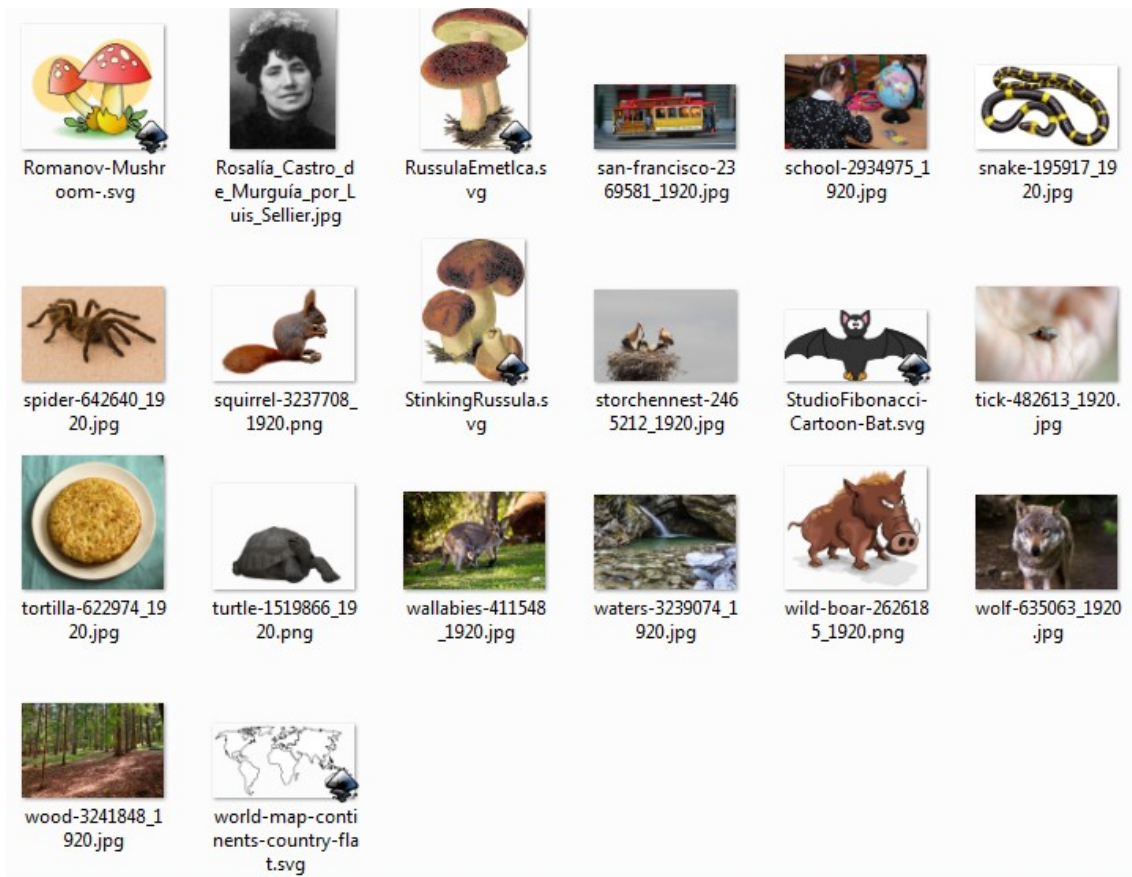 Romanov-Mushr
oom-.svg
Rosalía_Castro_d
e_Murguía_por_L
uis_Sellier.jpg
RussulaEmetIca.s
vg
san-francisco-23
69581_1920.jpg
school-2934975_1
920.jpg
snake-195917_19
20.jpg
spider-642640_19
20.jpg
squirrel-3237708_
1920.png
StinkingRussula.s
vg
storchennest-246
5212_1920.jpg
StudioFibonacci-
Cartoon-Bat.svg
tick-482613_1920.
jpg
tortilla-622974_19
20.jpg
turtle-1519866_19
20.png
wallabies-411548
_1920.jpg
waters-3239074_1
920.jpg
wild-boar-262618
5_1920.png
wolf-635063_1920
.jpg
wood-3241848_1
920.jpg
world-map-conti
nents-country-fla
t.svg